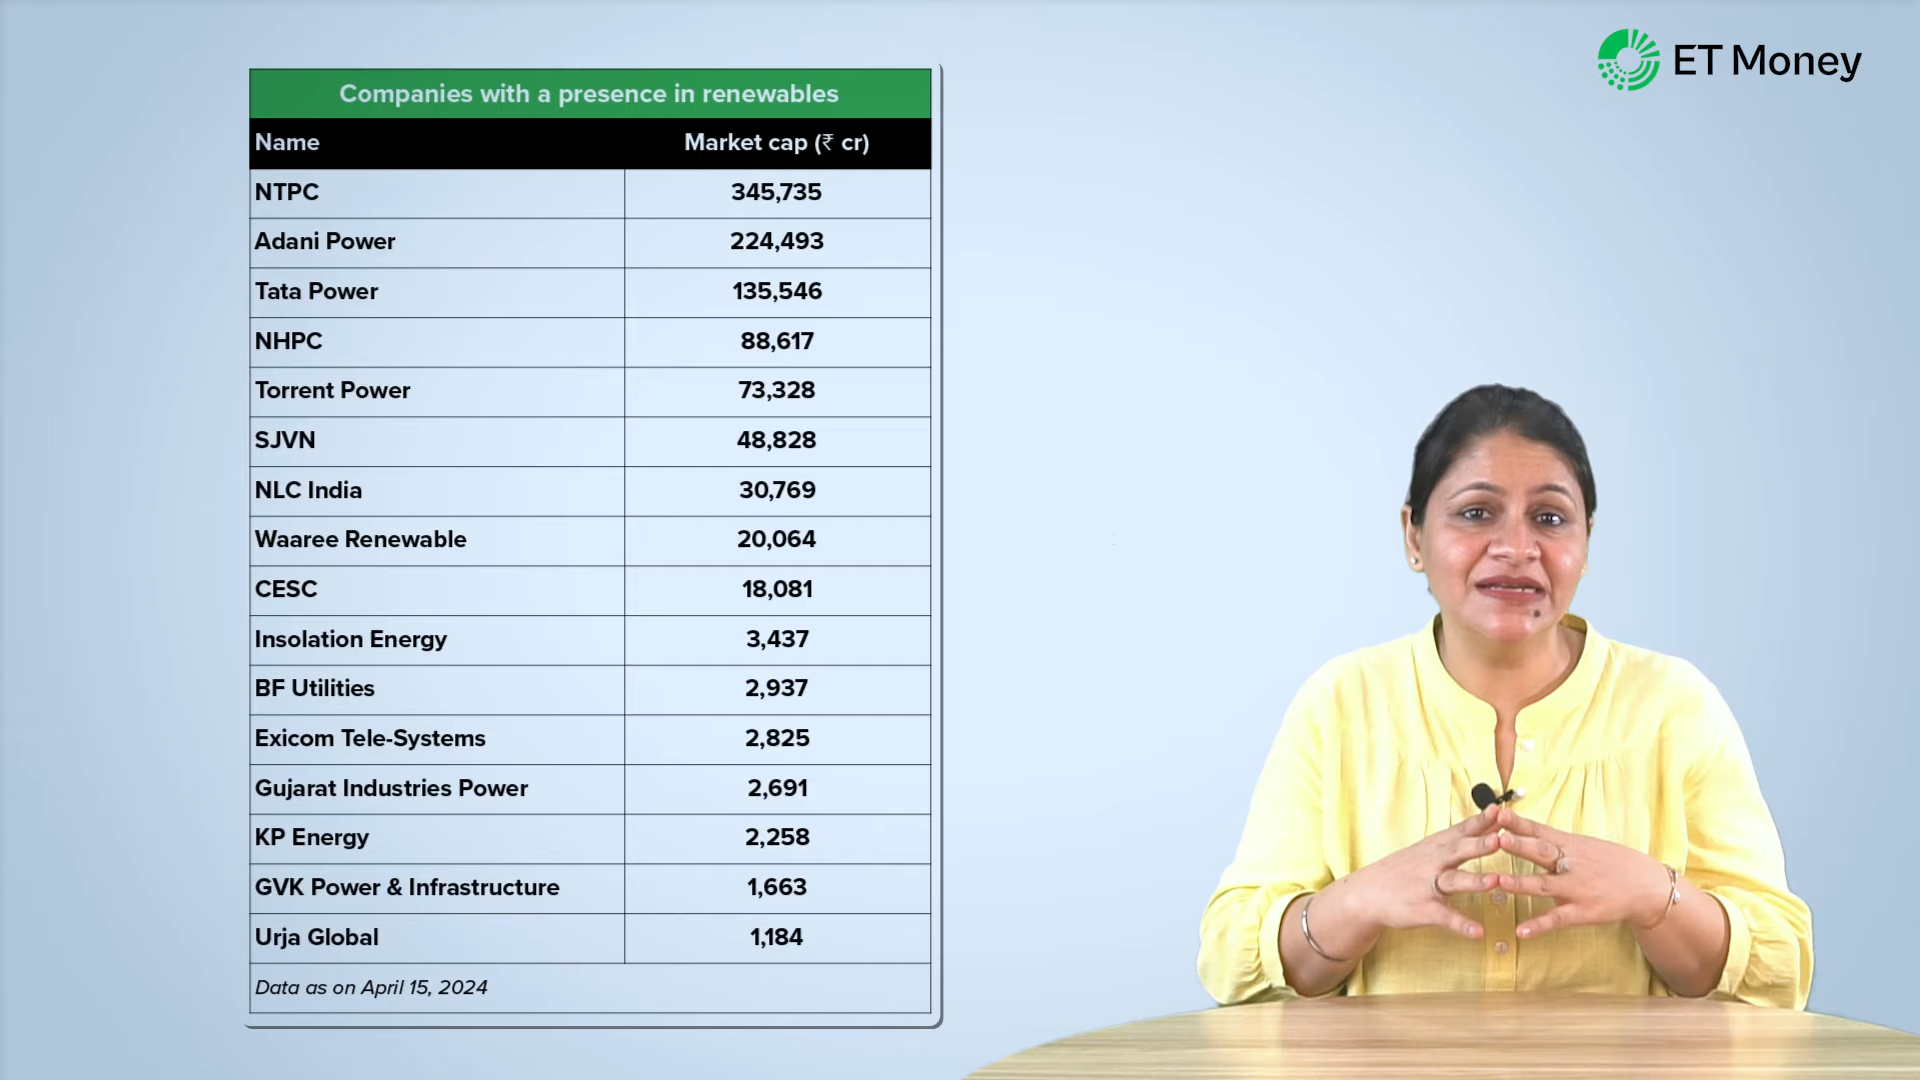 ET Money
Companies with a presence in renewables
Name Market cap (₹ cr)
NTPC 345,735
Adani Power 224,493
Tata Power 135,546
NHPC 88,617
Torrent Power 73,328
SJVN 48,828
NLC India 30,769
Waaree Renewable 20,064
CESC 18,081
Insolation Energy 3,437
BF Utilities 2,937
Exicom Tele-Systems 2,825
Gujarat Industries Power 2,691
KP Energy 2,258
GVK Power & Infrastructure 1,663
Urja Global 1,184
Data as on April 15, 2024